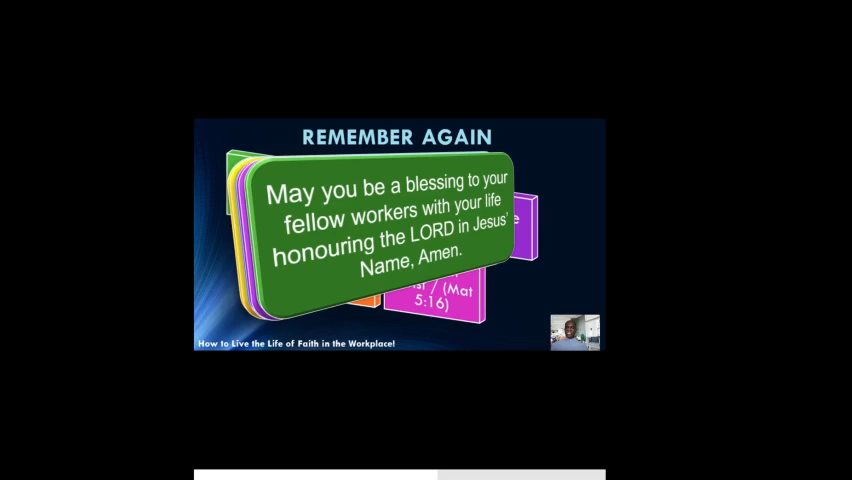 REMEMBER AGAIN
May you be a blessing to your
fellow workers with your life
honouring the LORD in Jesus'
Name, Amen.
/ (Mat
5:16)
How to Live the Life of Faith in the Workplace!